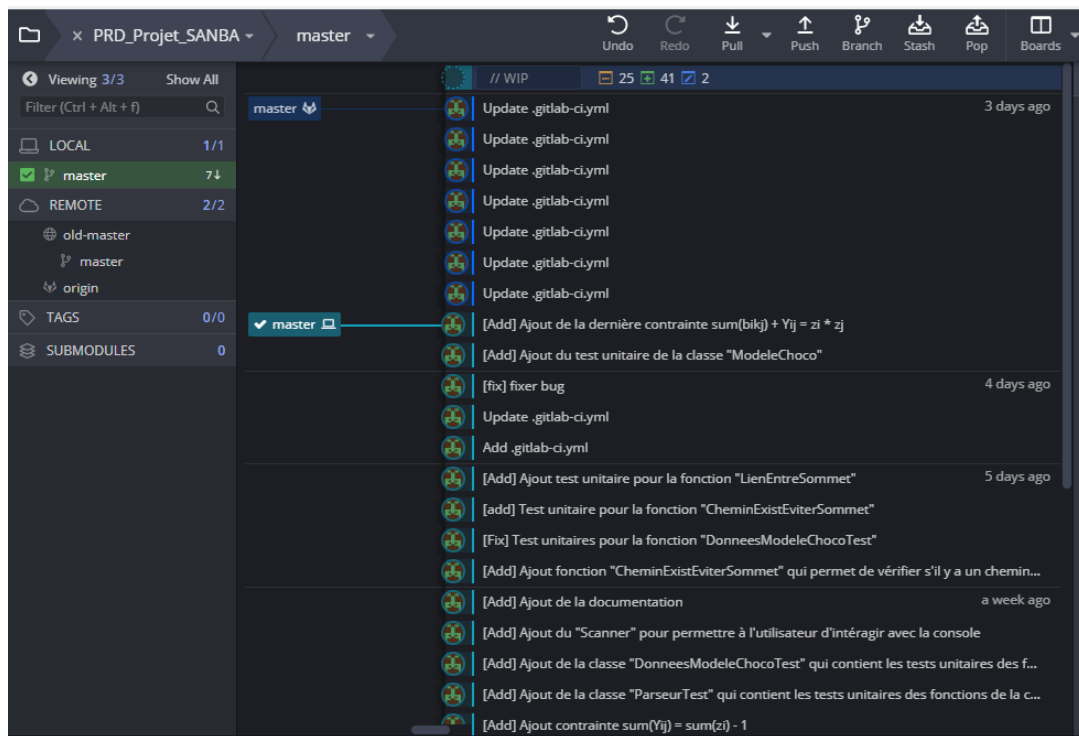 PRD_Projet_SANBA
master
Undo
Redo
Pull
Push
Branch
Stash
Pop
Boards
Viewing 3/3 Show All
Filter (Ctrl + Alt + f)
LOCAL 1/1
master 7↓
REMOTE 2/2
old-master
master
origin
TAGS 0/0
SUBMODULES 0
// WIP 25 41 2
master Update .gitlab-ci.yml 3 days ago
Update .gitlab-ci.yml
Update .gitlab-ci.yml
Update .gitlab-ci.yml
Update .gitlab-ci.yml
Update .gitlab-ci.yml
Update .gitlab-ci.yml
master [Add] Ajout de la dernière contrainte sum(bikj) + Yij = zi * zj
[Add] Ajout du test unitaire de la classe "ModeleChoco"
[fix] fixer bug 4 days ago
Update .gitlab-ci.yml
Add .gitlab-ci.yml
[Add] Ajout test unitaire pour la fonction "LienEntreSommet" 5 days ago
[add] Test unitaire pour la fonction "CheminExistEviterSommet"
[Fix] Test unitaires pour la fonction "DonneesModeleChocoTest"
[Add] Ajout fonction "CheminExistEviterSommet" qui permet de vérifier s'il y a un chemin...
[Add] Ajout de la documentation a week ago
[Add] Ajout du "Scanner" pour permettre à l'utilisateur d'intéragir avec la console
[Add] Ajout de la classe "DonneesModeleChocoTest" qui contient les tests unitaires des f...
[Add] Ajout de la classe "ParseurTest" qui contient les tests unitaires des fonctions de la c...
[Add] Ajout contrainte sum(Yij) = sum(zi) - 1